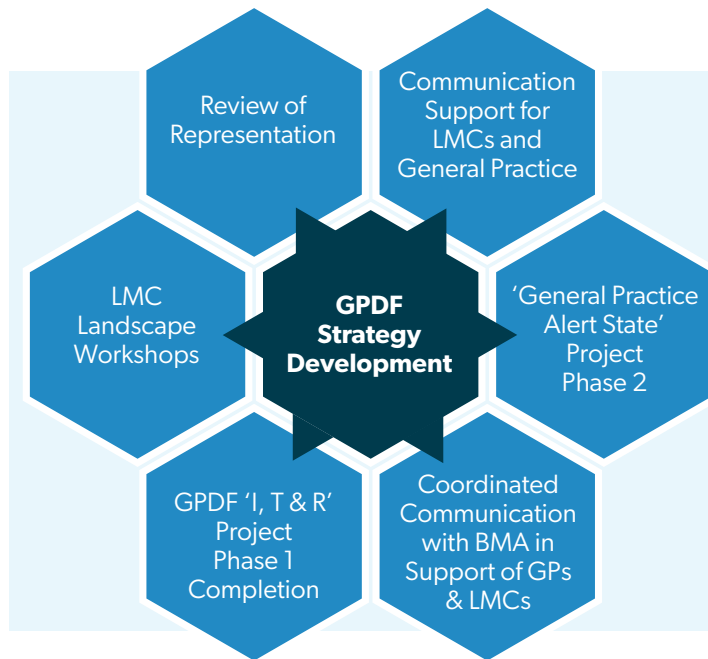 Review of
Representation
Communication
Support for
LMCs and
General Practice
LMC
Landscape
Workshops
GPDF
Strategy
Development
‘General Practice
Alert State’
Project
Phase 2
GPDF ‘I, T & R’
Project
Phase 1
Completion
Coordinated
Communication
with BMA in
Support of GPs
& LMCs